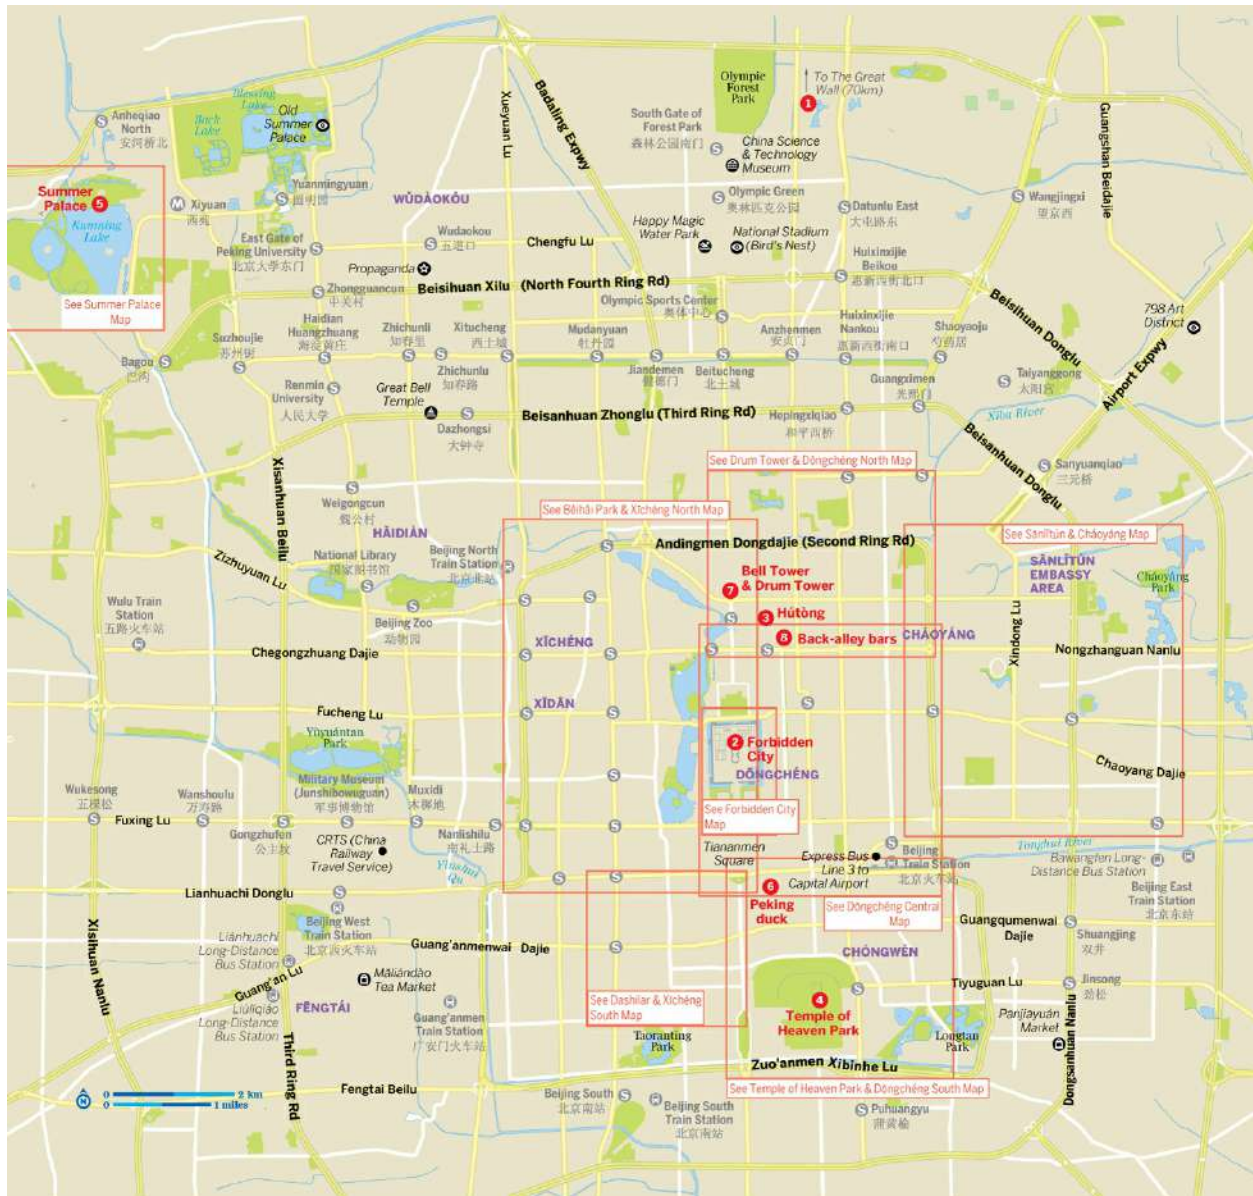 Olympic
Forest
Park
To The Great
Wall (70km)
1
Blessing
Lake
Old
Summer
Palace
Back
Lake
Anheqiao
North
安河桥北
Xueyuan Lu
Badaling Expwy
South Gate of
Forest Park
森林公园南门
China Science
& Technology
Museum
Guangshan Beidajie
Summer
Palace
5
Kunming
Lake
Xiyuan
西苑
Yuanmingyuan
圆明园
WǓDÀOKǑU
Olympic Green
奥林匹克公园
Datunlu East
大屯路东
Wangjingxi
望京西
East Gate of
Peking University
北京大学东门
Wudaokou
五道口
Chengfu Lu
Happy Magic
Water Park
National Stadium
(Bird's Nest)
Huixinxijie
Beikou
惠新西街北口
Propaganda
Zhongguancun
中关村
Beisihuan Xilu (North Fourth Ring Rd)
See Summer Palace
Map
Olympic Sports Center
奥体中心
Beisihuan Donglu
798 Art
District
Suzhoujie
苏州街
Haidian
Huangzhuang
海淀黄庄
Zhichunli
知春里
Xitucheng
西土城
Mudanyuan
牡丹园
Anzhenmen
安贞门
Huixinxijie
Nankou
惠新西街南口
Shaoyaoju
芍药居
Bagou
巴沟
Zhichunlu
知春路
Jiandemen
健德门
Beitucheng
北土城
Guangximen
光熙门
Taiyanggong
太阳宫
Airport Expwy
Renmin
University
人民大学
Great Bell
Temple
Dazhongsi
大钟寺
Beisanhuan Zhonglu (Third Ring Rd)
Hepingxiqiao
和平西桥
Xiba River
Beisanhuan Donglu
Sanyuanqiao
三元桥
See Drum Tower & Dōngchéng North Map
Xisanhuan Beilu
Weigongcun
魏公村
See Běihǎi Park & Xīchéng North Map
HǍIDIÀN
Andingmen Dongdajie (Second Ring Rd)
See Sānlǐtún & Cháoyáng Map
Zizhuyuan Lu
National Library
国家图书馆
Beijing North
Train Station
北京北站
Bell Tower
& Drum Tower
7
SĀNLǏTÚN
EMBASSY
AREA
Cháoyáng
Park
Wulu Train
Station
五路火车站
Beijing Zoo
动物园
3
Hútòng
8
Back-alley bars
CHÁOYÁNG
Xindong Lu
XĪCHÉNG
Chegongzhuang Dajie
Nongzhanguan Nanlu
XĪDĀN
Fucheng Lu
Yùyuántán
Park
2
Forbidden
City
DŌNGCHÉNG
Chaoyang Dajie
Wukesong
五棵松
Wanshoulu
万寿路
Military Museum
(Junshibowuguan)
军事博物馆
Muxidi
木樨地
See Forbidden City
Map
Fuxing Lu
Gongzhufen
公主坟
CRTS (China
Railway
Travel Service)
Nanlishilu
南礼士路
Tiananmen
Square
Express Bus
Line 3 to
Capital Airport
Beijing
Train Station
北京火车站
Tonghui River
Bawangfen Long-
Distance Bus Station
Yinshui
Qu
Lianhuachi Donglu
6
Peking
duck
See Dōngchéng Central
Map
Beijing East
Train Station
北京东站
Beijing West
Train Station
北京西火车站
Guang'anmenwai Dajie
Guangqumenwai
Dajie
Shuangjing
双井
Liánhuāchí
Long-Distance
Bus Station
CHÓNGWÉN
Xisihuan Nanlu
Guang'an Lu
Mǎliándào
Tea Market
Tiyuguan Lu
Jinsong
劲松
Liùlǐqiáo
Long-Distance
Bus Station
FĒNGTÁI
Guang'anmen
Train Station
广安门火车站
See Dashilar & Xīchéng
South Map
4
Temple of
Heaven Park
Panjiayuan
Market
Taoranting
Park
Longtan
Park
Zuo'anmen Xibinhe Lu
Dongsanhuan Nanlu
Third Ring Rd
See Temple of Heaven Park & Dōngchéng South Map
Fengtai Beilu
Beijing South
北京南站
Beijing South
Train Station
北京南站
Puhuangyu
蒲黄榆
N
0 2 km
0 1 miles